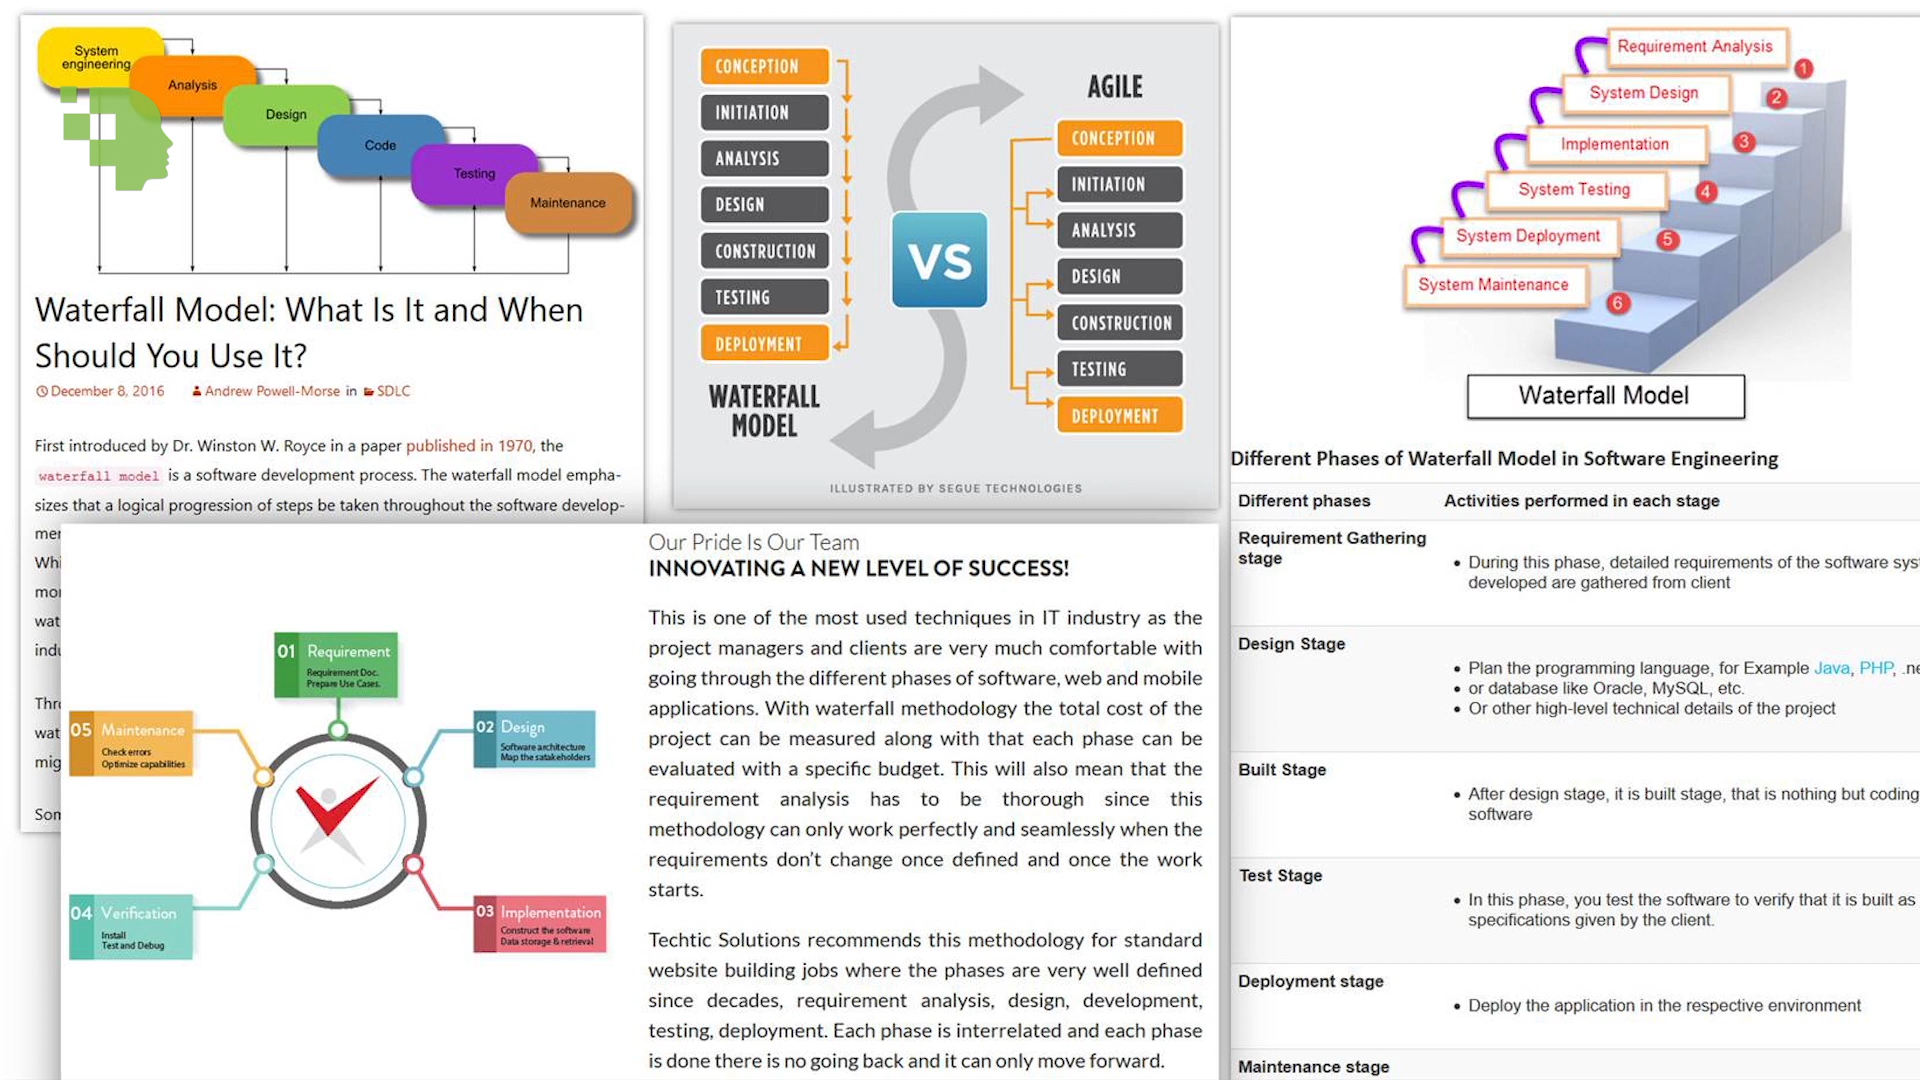 System
engineering
Analysis
Design
Code
Testing
Maintenance
Waterfall Model: What Is It and When
Should You Use It?
December 8, 2016 Andrew Powell-Morse in SDLC
First introduced by Dr. Winston W. Royce in a paper published in 1970, the
waterfall model is a software development process. The waterfall model empha-
sizes that a logical progression of steps be taken throughout the software develop-
CONCEPTION
INITIATION
ANALYSIS
DESIGN
CONSTRUCTION
TESTING
DEPLOYMENT
WATERFALL
MODEL
VS
AGILE
CONCEPTION
INITIATION
ANALYSIS
DESIGN
CONSTRUCTION
TESTING
DEPLOYMENT
ILLUSTRATED BY SEGUE TECHNOLOGIES
Requirement Analysis
1
System Design
2
Implementation
3
System Testing
4
System Deployment
5
System Maintenance
6
Waterfall Model
Different Phases of Waterfall Model in Software Engineering
Different phases Activities performed in each stage
Requirement Gathering
stage
• During this phase, detailed requirements of the software sys
developed are gathered from client
Design Stage
• Plan the programming language, for Example Java, PHP, .ne
• or database like Oracle, MySQL, etc.
• Or other high-level technical details of the project
Built Stage
• After design stage, it is built stage, that is nothing but coding
software
Test Stage
• In this phase, you test the software to verify that it is built as
specifications given by the client.
Deployment stage
• Deploy the application in the respective environment
Maintenance stage
01 Requirement
Requirement Doc.
Prepare Use Cases.
02 Design
Software architecture
Map the satakeholders
03 Implementation
Construct the software
Data storage & retrieval
04 Verification
Install
Test and Debug
05 Maintenance
Check errors
Optimize capabilities
Our Pride Is Our Team
INNOVATING A NEW LEVEL OF SUCCESS!
This is one of the most used techniques in IT industry as the
project managers and clients are very much comfortable with
going through the different phases of software, web and mobile
applications. With waterfall methodology the total cost of the
project can be measured along with that each phase can be
evaluated with a specific budget. This will also mean that the
requirement analysis has to be thorough since this
methodology can only work perfectly and seamlessly when the
requirements don't change once defined and once the work
starts.
Techtic Solutions recommends this methodology for standard
website building jobs where the phases are very well defined
since decades, requirement analysis, design, development,
testing, deployment. Each phase is interrelated and each phase
is done there is no going back and it can only move forward.